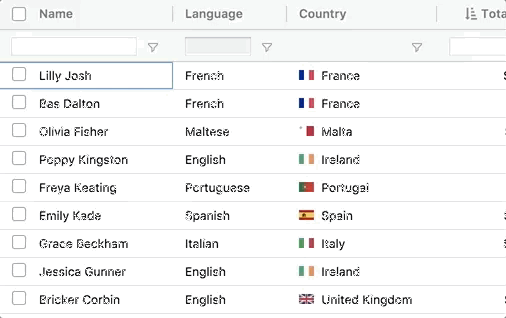 Name Language Country Tota
Lilly Josh French France
Bas Dalton French France
Olivia Fisher Maltese Malta
Poppy Kingston English Ireland
Freya Keating Portuguese Portugal
Emily Kade Spanish Spain
Grace Beckham Italian Italy
Jessica Gunner English Ireland
Bricker Corbin English United Kingdom